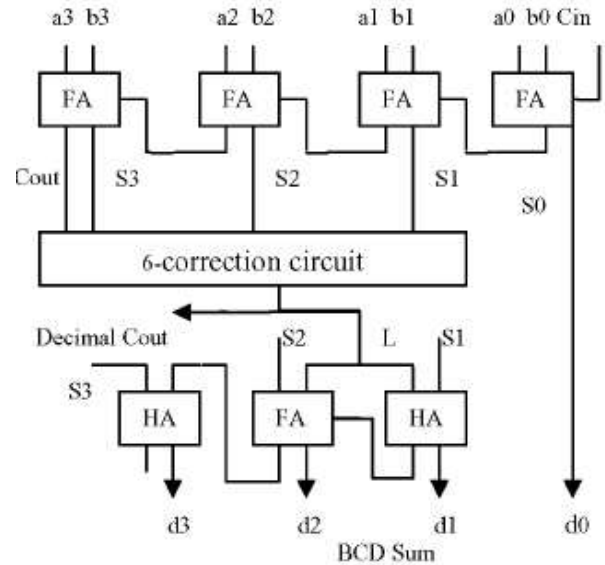 a3 b3 a2 b2 a1 b1 a0 b0 Cin
FA FA FA FA
Cout S3 S2 S1 S0
6-correction circuit
Decimal Cout S2 L S1
S3
HA FA HA
d3 d2 d1 d0
BCD Sum